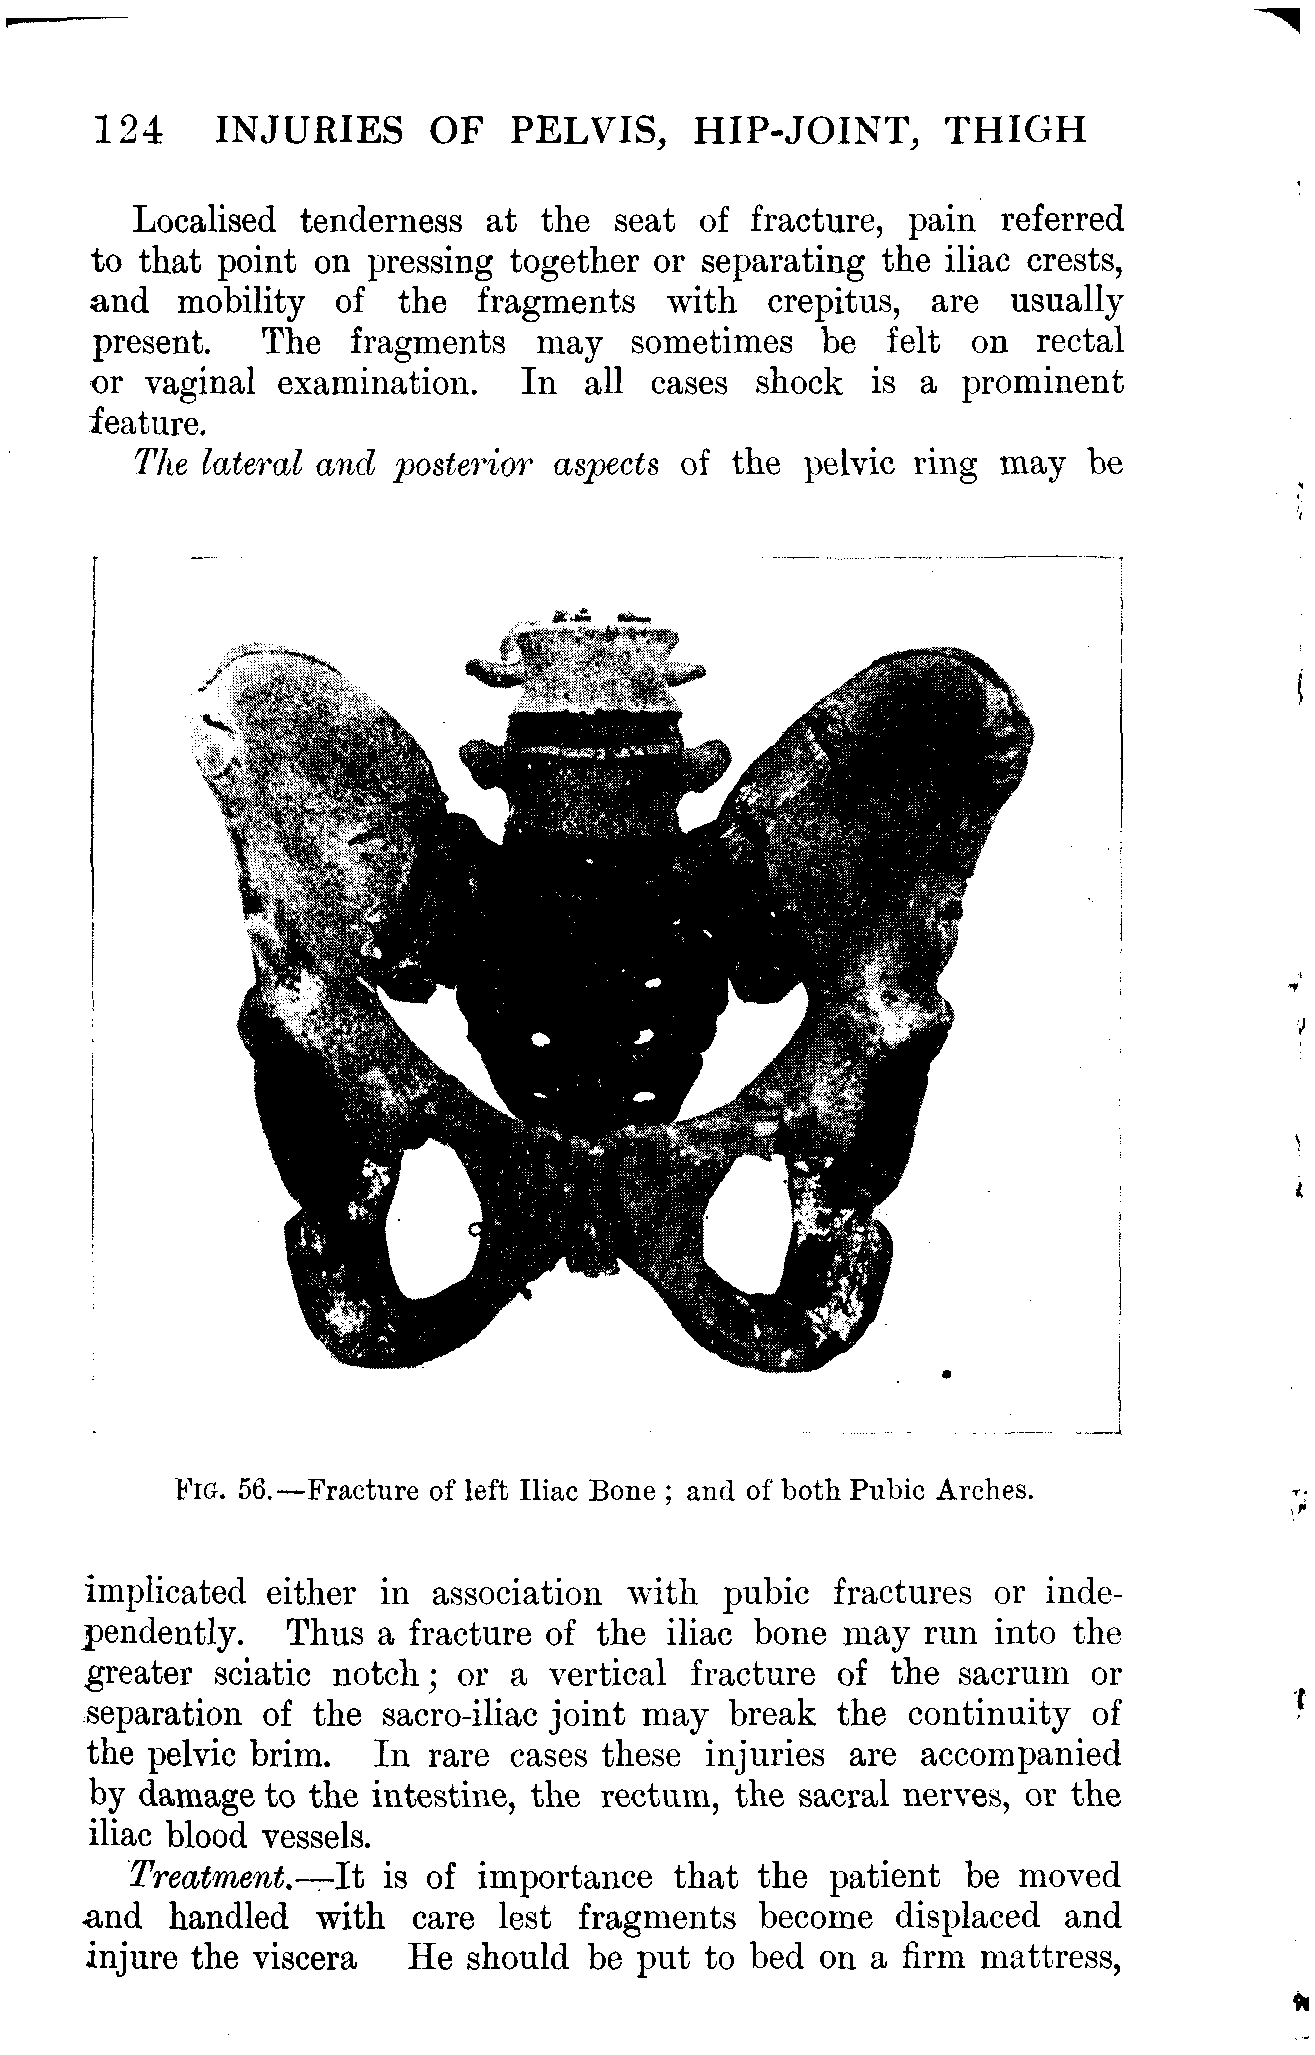 124 INJURIES OF PELVIS, HIP-JOINT, THIGH
Localised tenderness at the seat of fracture, pain referred
to that point on pressing together or separating the iliac crests,
and mobility of the fragments with crepitus, are usually
present. The fragments may sometimes be felt on rectal
or vaginal examination. In all cases shock is a prominent
feature.
The lateral and posterior aspects of the pelvic ring may be
FIG. 56.—Fracture of left Iliac Bone ; and of both Pubic Arches.
implicated either in association with pubic fractures or inde-
pendently. Thus a fracture of the iliac bone may run into the
greater sciatic notch ; or a vertical fracture of the sacrum or
separation of the sacro-iliac joint may break the continuity of
the pelvic brim. In rare cases these injuries are accompanied
by damage to the intestine, the rectum, the sacral nerves, or the
iliac blood vessels.
Treatment.—It is of importance that the patient be moved
and handled with care lest fragments become displaced and
injure the viscera He should be put to bed on a firm mattress,